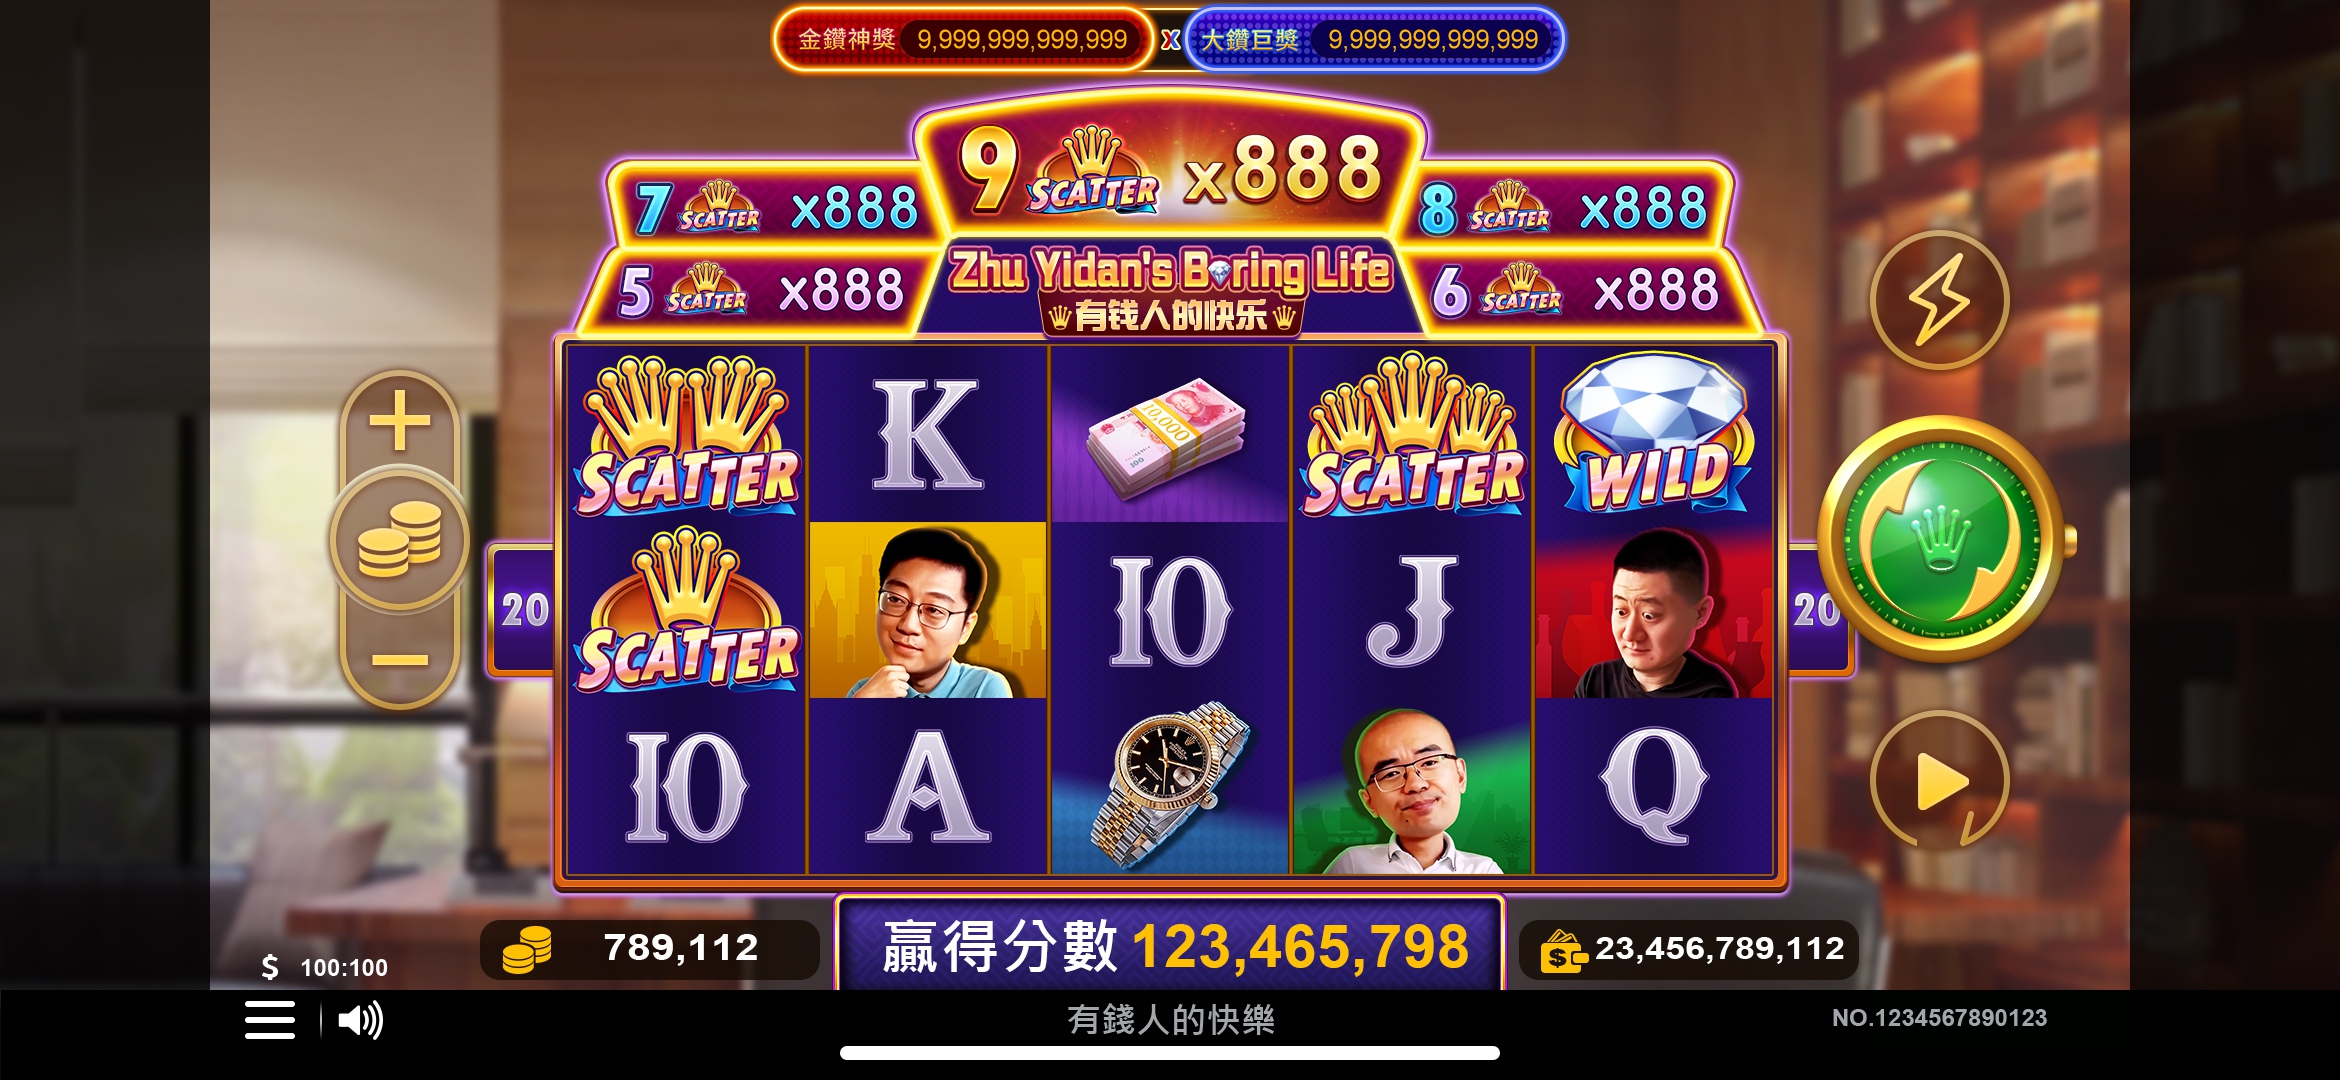 金鑽神獎 9,999,999,999,999 X 大鑽巨獎 9,999,999,999,999
9 SCATTER x888
7 SCATTER x888
8 SCATTER x888
Zhu Yidan's Boring Life
5 SCATTER x888
6 SCATTER x888
有钱人的快乐
SCATTER K 10,000 100 SCATTER WILD
20 SCATTER 10 J 20
10 A Q
789,112 贏得分數 123,465,798 $ 23,456,789,112
$ 100:100
有錢人的快樂 NO.1234567890123